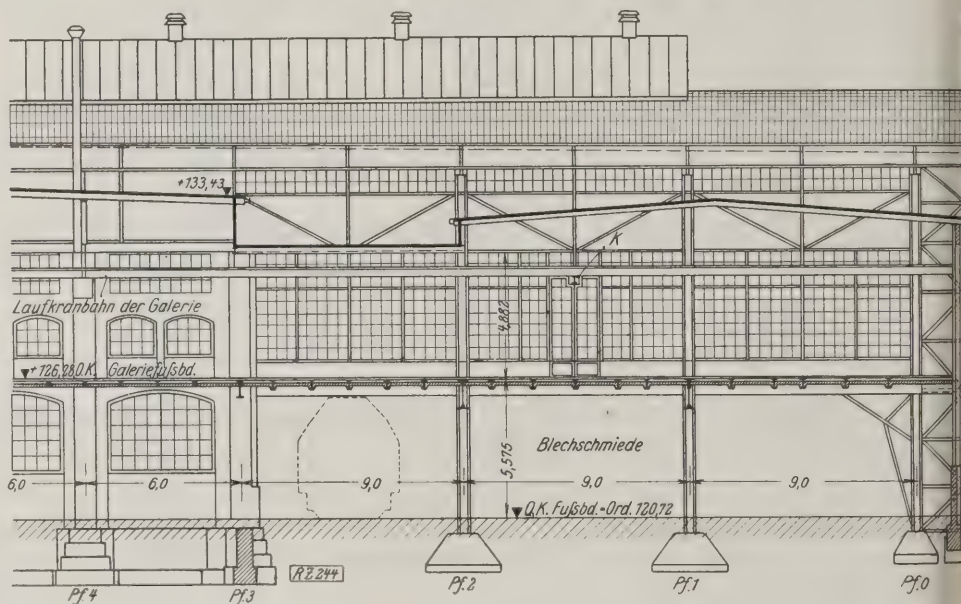 +133,43
K
Laufkranbahn der Galerie
4,882
+126,28 O.K. Galeriefußbd.
Blechschmiede
5,575
6,0
6,0
9,0
9,0
9,0
O.K. Fußbd.-Ord. 120,72
RZ 244
Pf.4
Pf.3
Pf.2
Pf.1
Pf.0